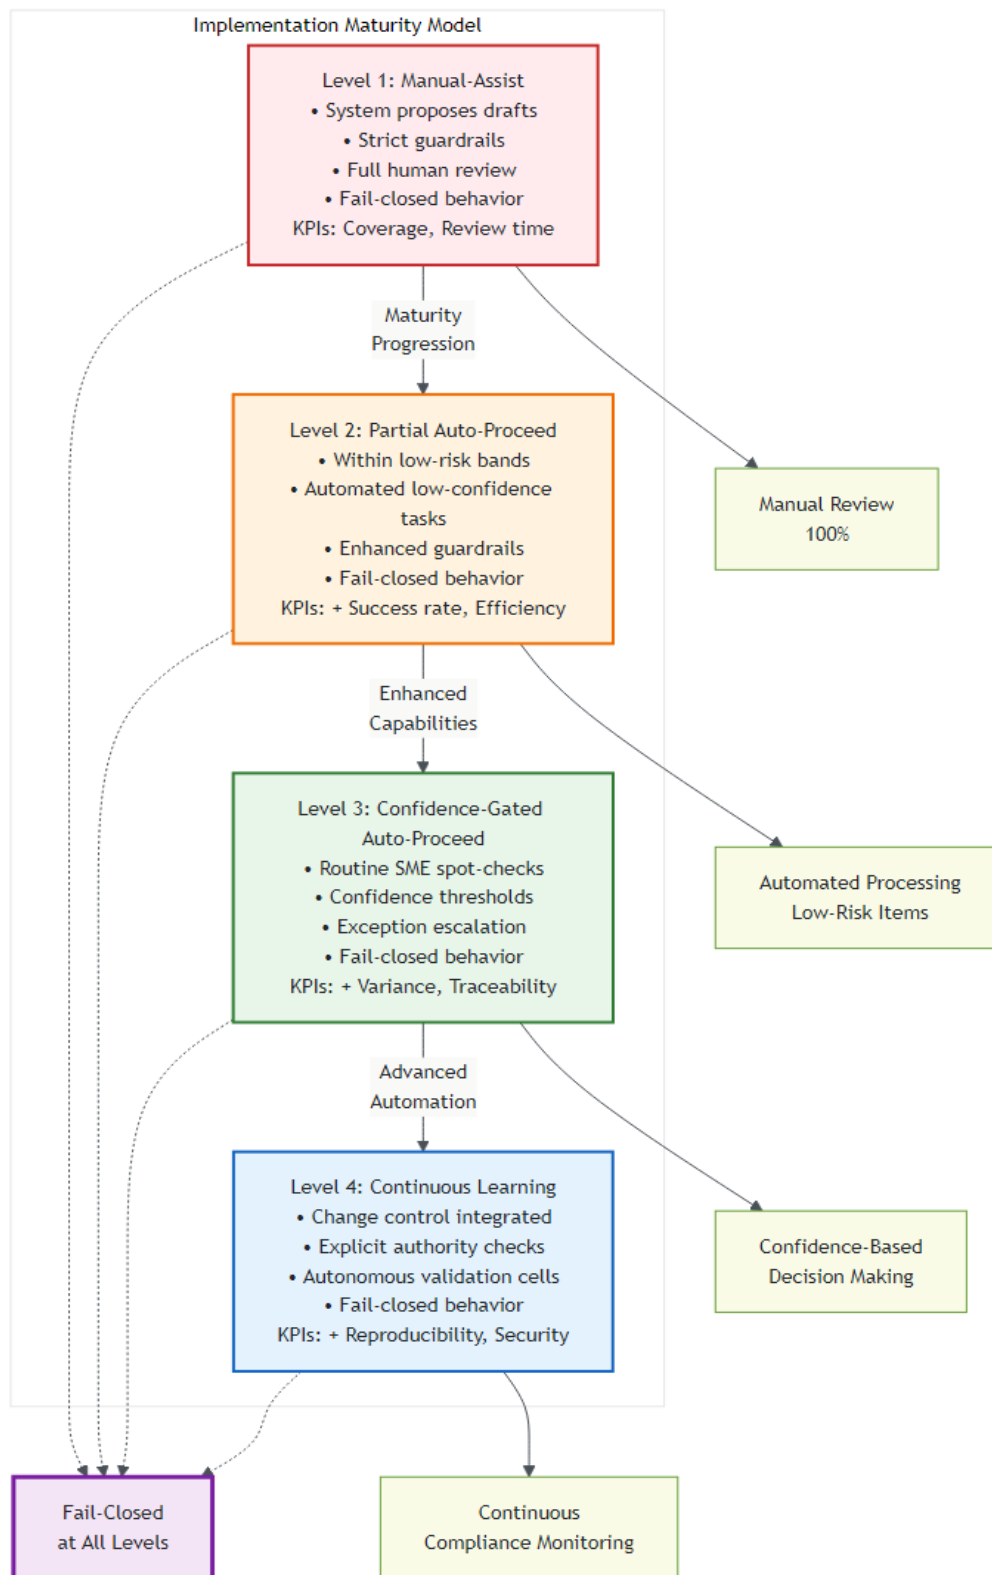 Implementation Maturity Model
Level 1: Manual-Assist
• System proposes drafts
• Strict guardrails
• Full human review
• Fail-closed behavior
KPIs: Coverage, Review time
Maturity
Progression
Level 2: Partial Auto-Proceed
• Within low-risk bands
• Automated low-confidence
tasks
• Enhanced guardrails
• Fail-closed behavior
KPIs: + Success rate, Efficiency
Manual Review
100%
Enhanced
Capabilities
Level 3: Confidence-Gated
Auto-Proceed
• Routine SME spot-checks
• Confidence thresholds
• Exception escalation
• Fail-closed behavior
KPIs: + Variance, Traceability
Automated Processing
Low-Risk Items
Advanced
Automation
Level 4: Continuous Learning
• Change control integrated
• Explicit authority checks
• Autonomous validation cells
• Fail-closed behavior
KPIs: + Reproducibility, Security
Confidence-Based
Decision Making
Fail-Closed
at All Levels
Continuous
Compliance Monitoring